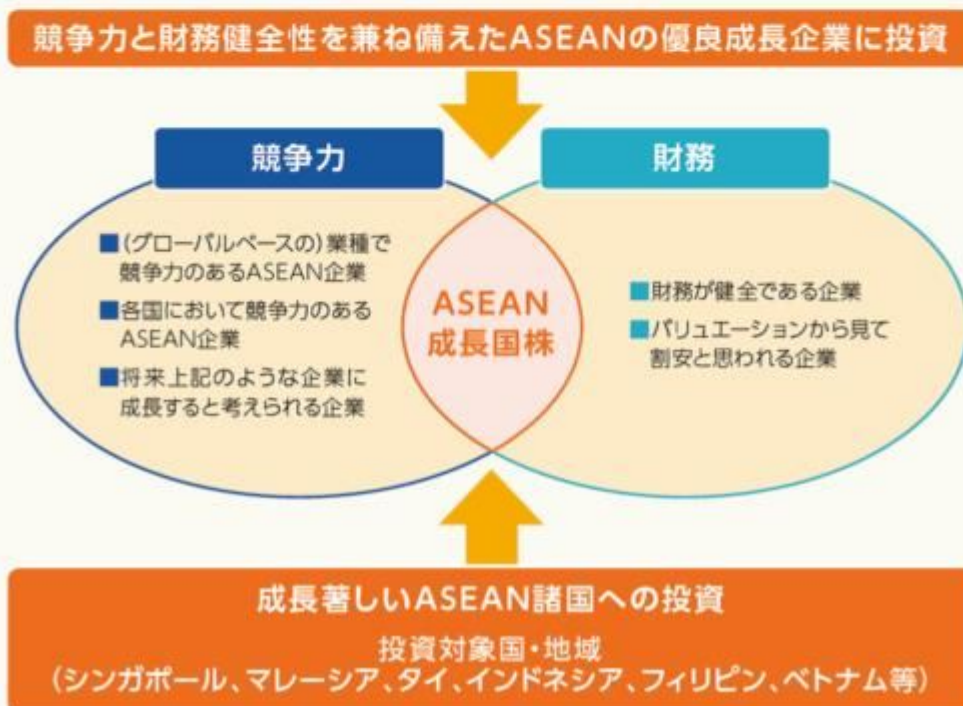 競争力と財務健全性を兼ね備えたASEANの優良成長企業に投資
競争力
財務
■(グローバルベースの)業種で
競争力のあるASEAN企業
■各国において競争力のある
ASEAN企業
■将来上記のような企業に
成長すると考えられる企業
ASEAN
成長国株
■財務が健全である企業
■バリュエーションから見て
割安と思われる企業
成長著しいASEAN諸国への投資
投資対象国・地域
(シンガポール、マレーシア、タイ、インドネシア、フィリピン、ベトナム等)